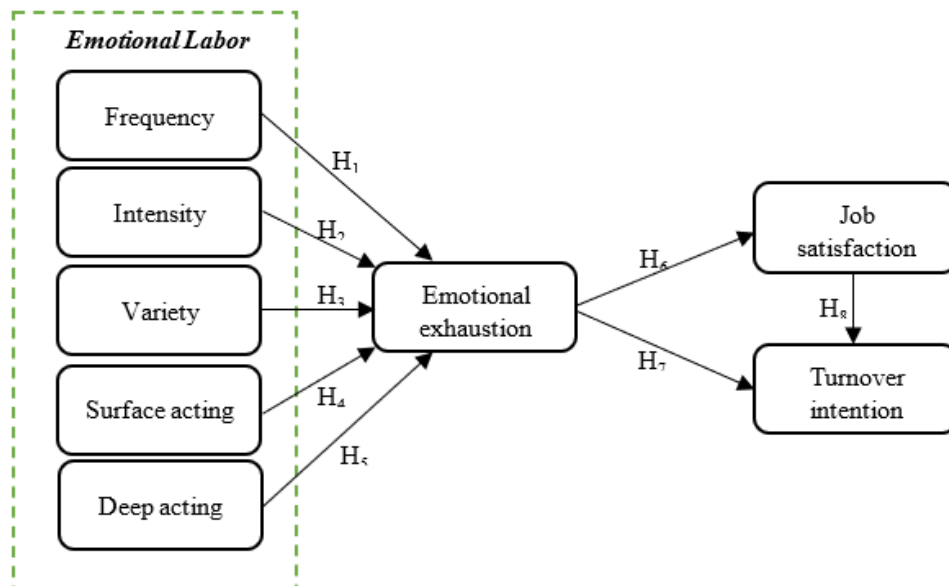 Emotional Labor
Frequency
H₁
Intensity
H₂
Variety
H₃
Surface acting
H₄
Deep acting
H₅
Emotional
exhaustion
H₆
H₇
Job
satisfaction
H₈
Turnover
intention